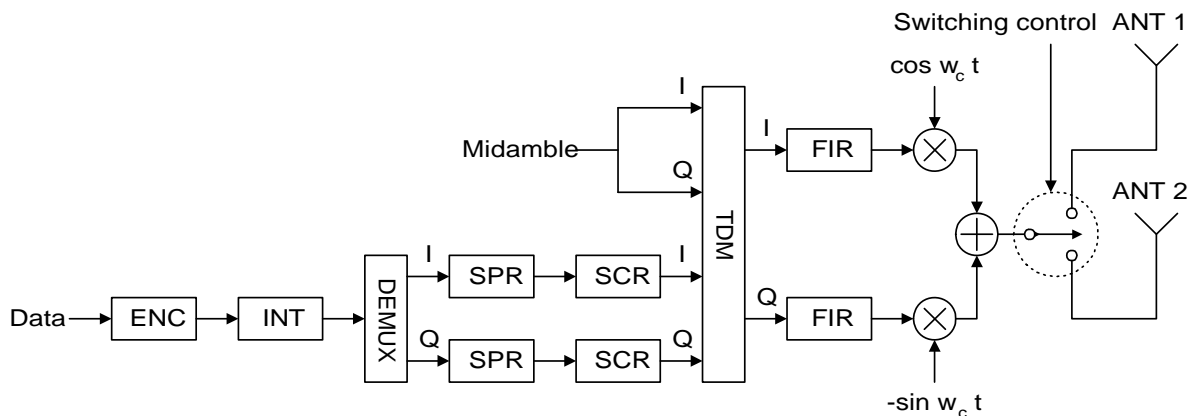 Switching control ANT 1
cos w_c t
I
I
Midamble
FIR
Q
ANT 2
TDM
I
I
SPR
SCR
Q
Data
ENC
INT
DEMUX
FIR
Q
Q
SPR
SCR
-sin w_c t